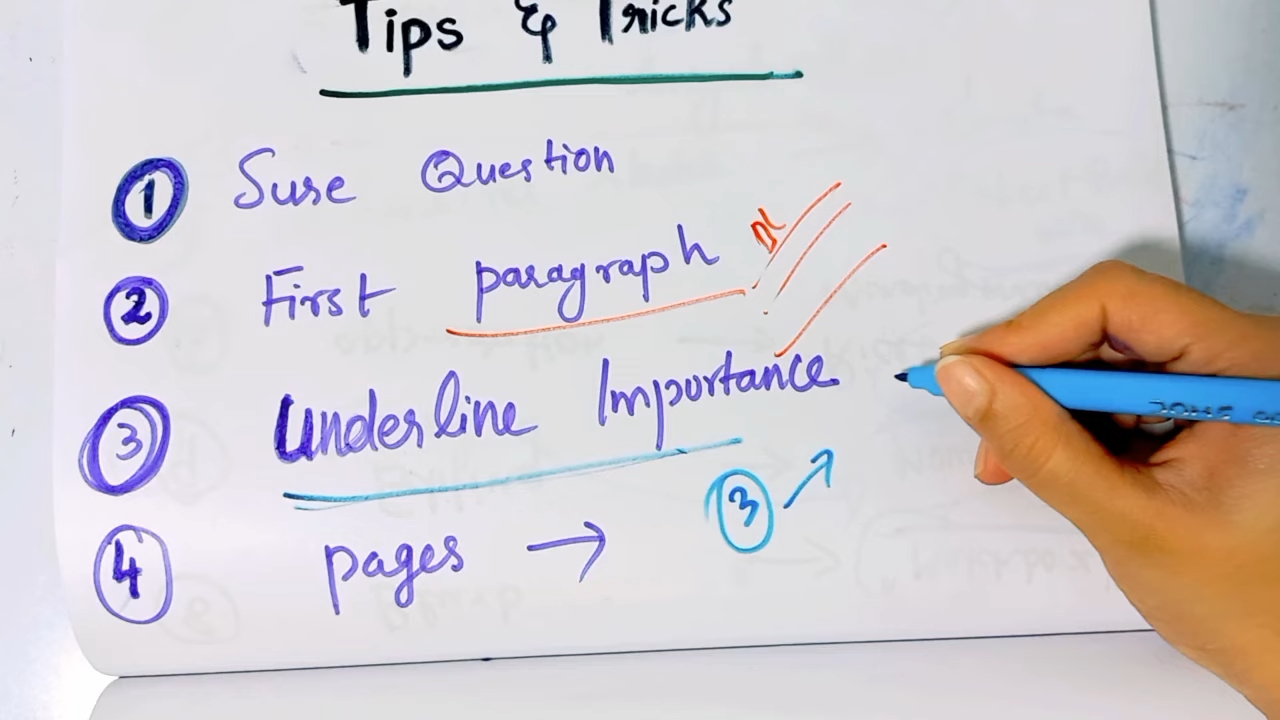 Tips & Tricks
1 Sure Question
2 First paragraph
3 Underline Importance
4 pages → 3